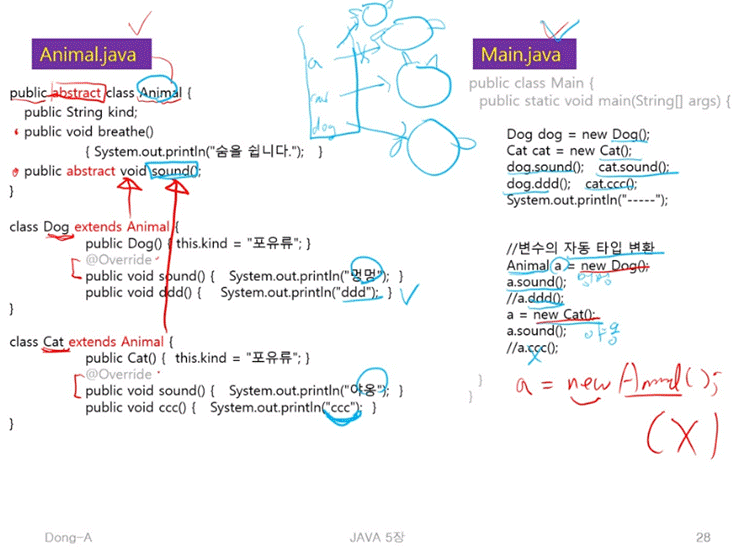 Animal.java
public abstract class Animal {
public String kind;
public void breathe()
{ System.out.println("숨을 쉽니다."); }
public abstract void sound();
}
class Dog extends Animal {
public Dog() { this.kind = "포유류"; }
@Override
public void sound() { System.out.println("멍멍"); }
public void ddd() { System.out.println("ddd"); }
}
class Cat extends Animal {
public Cat() { this.kind = "포유류"; }
@Override
public void sound() { System.out.println("야옹"); }
public void ccc() { System.out.println("ccc"); }
}
a
cat
dog
Main.java
public class Main {
public static void main(String[] args) {
Dog dog = new Dog();
Cat cat = new Cat();
dog.sound(); cat.sound();
dog.ddd(); cat.ccc();
System.out.println("-----");
//변수의 자동 타입 변환
Animal a = new Dog();
a.sound(); 멍멍
//a.ddd();
a = new Cat();
a.sound(); 야옹
//a.ccc();
}
}
a = new Animal();
(X)
Dong-A
JAVA 5장
28